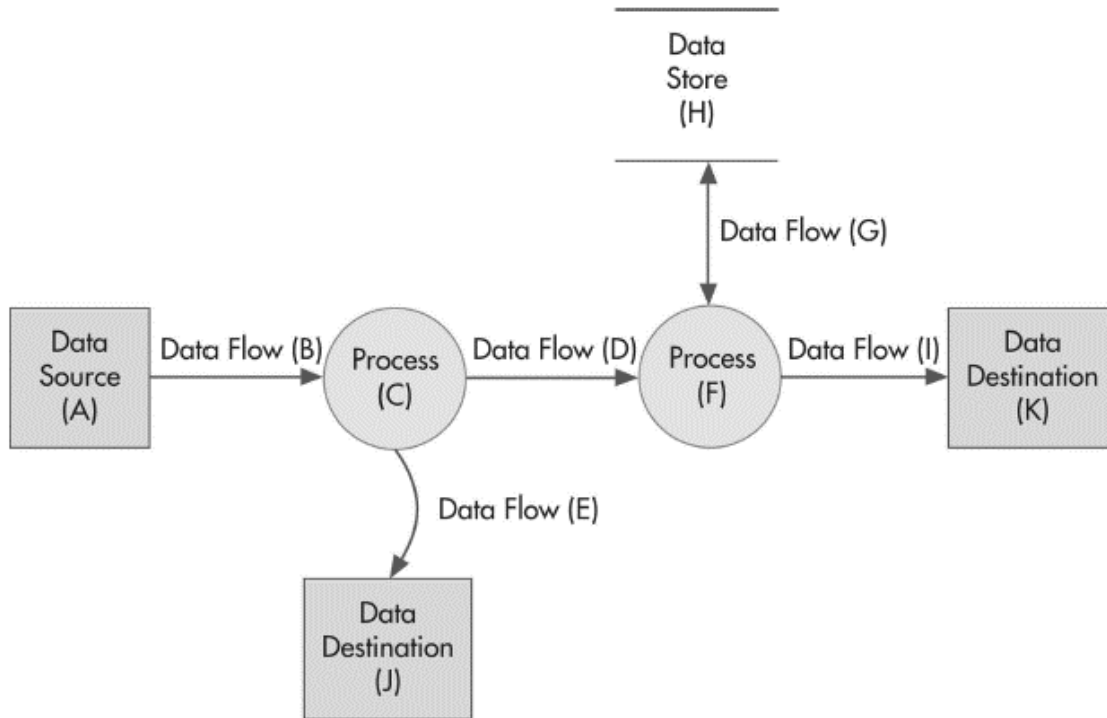 Data
Store
(H)
Data Flow (G)
Data
Source
(A)
Data Flow (B)
Process
(C)
Data Flow (D)
Process
(F)
Data Flow (I)
Data
Destination
(K)
Data Flow (E)
Data
Destination
(J)